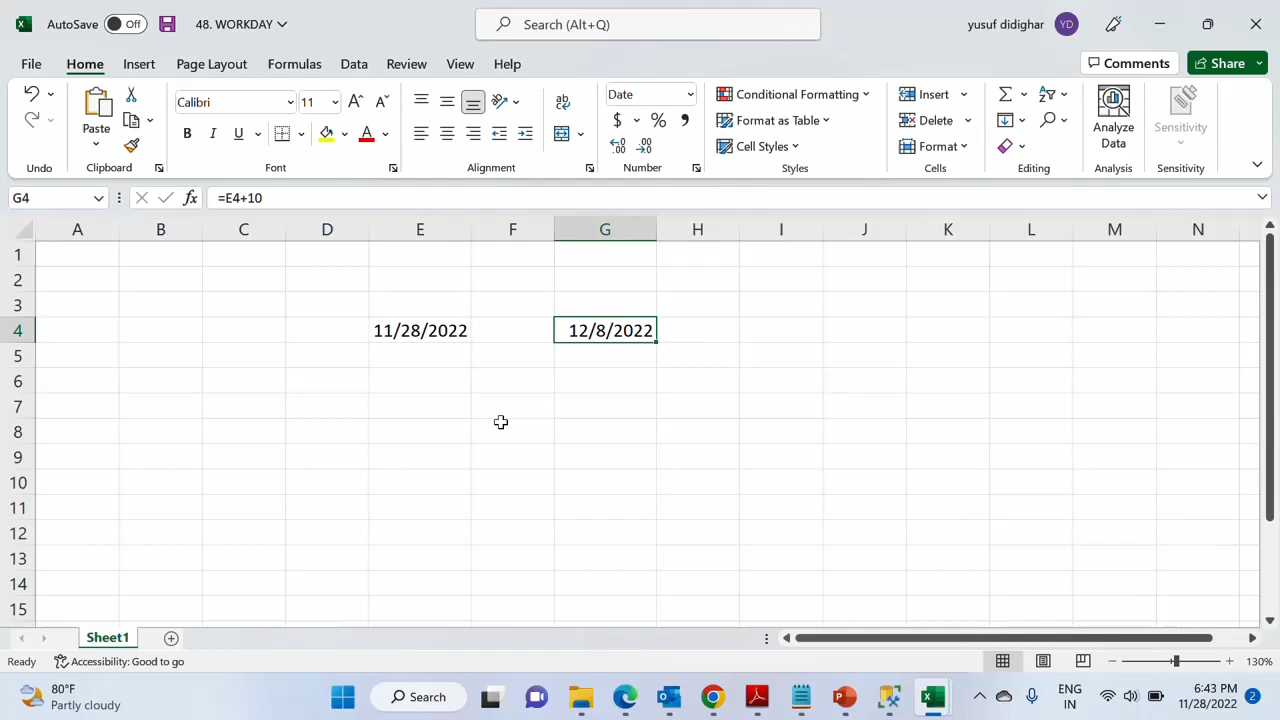 AutoSave Off 48. WORKDAY Search (Alt+Q) yusuf didighar YD
File Home Insert Page Layout Formulas Data Review View Help Comments Share
Paste Calibri 11 B I U A A A ab Date $ % , Conditional Formatting Format as Table Cell Styles Insert Delete Format Analyze Data Sensitivity
Undo Clipboard Font Alignment Number Styles Cells Editing Analysis Sensitivity
G4 fx =E4+10
A B C D E F G H I J K L M N
1
2
3
4 11/28/2022 12/8/2022
5
6
7
8
9
10
11
12
13
14
15
Sheet1
Ready Accessibility: Good to go 130%
80°F Partly cloudy Search ENG IN 6:43 PM 11/28/2022 2